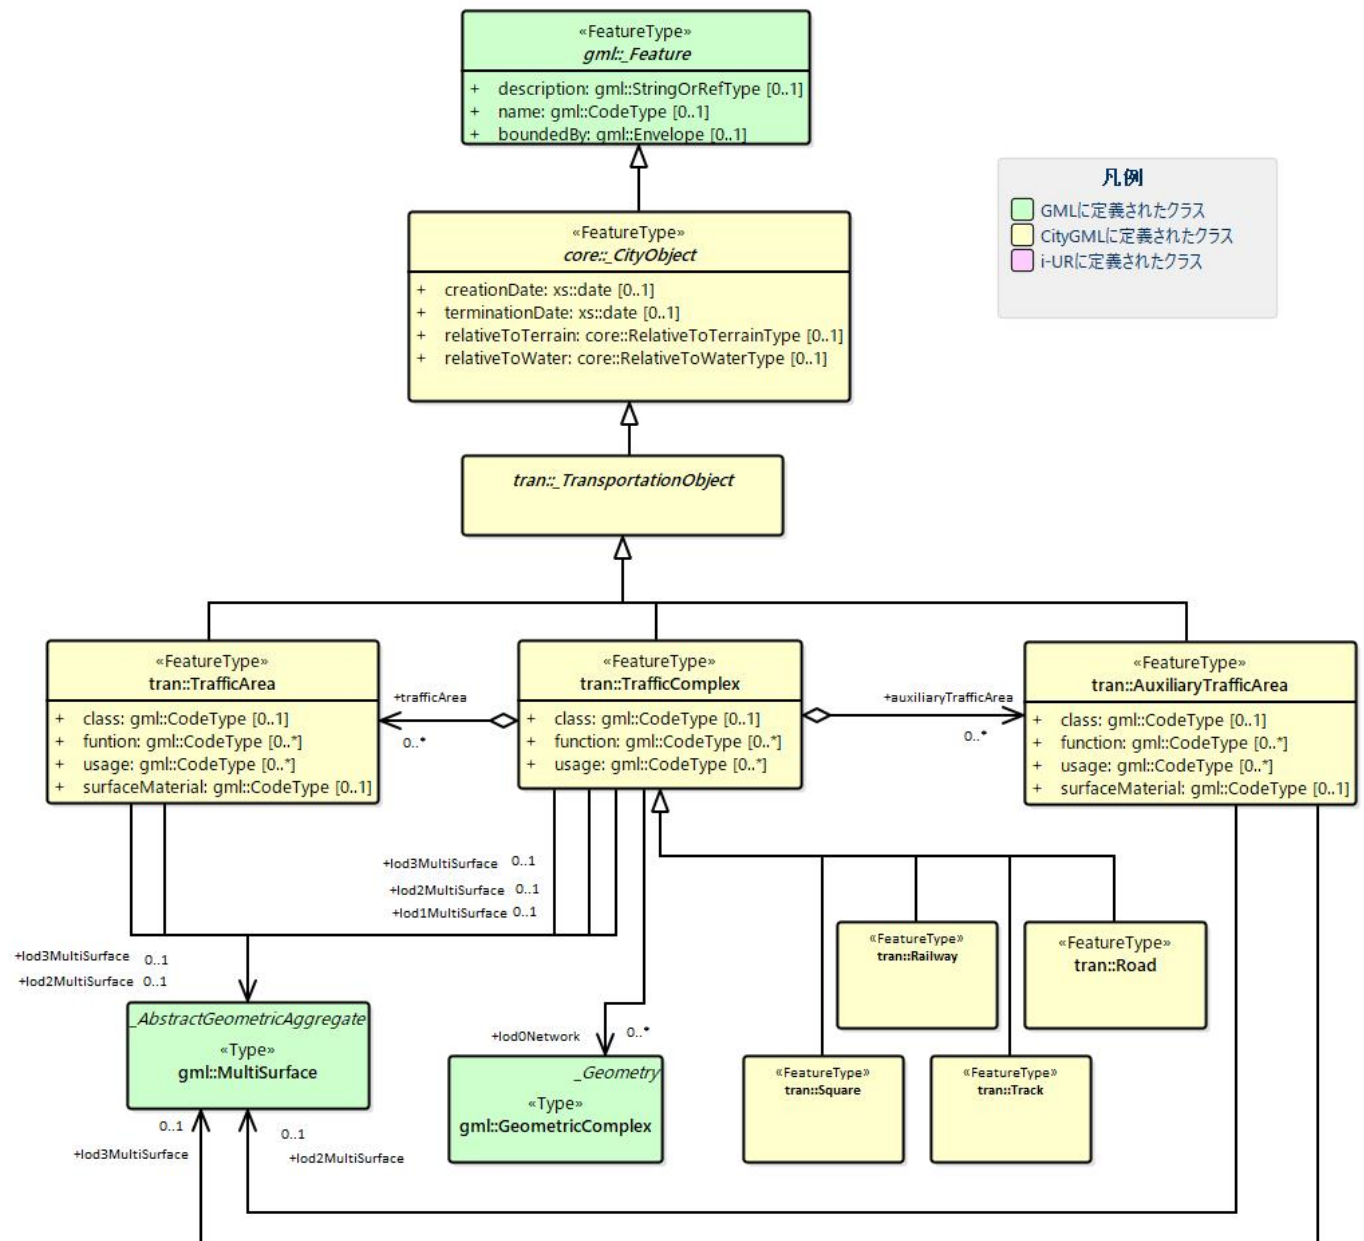 «FeatureType»
gml::_Feature
+ description: gml::StringOrRefType [0..1]
+ name: gml::CodeType [0..1]
+ boundedBy: gml::Envelope [0..1]
凡例
GMLに定義されたクラス
CityGMLに定義されたクラス
i-URに定義されたクラス
«FeatureType»
core::_CityObject
+ creationDate: xs::date [0..1]
+ terminationDate: xs::date [0..1]
+ relativeToTerrain: core::RelativeToTerrainType [0..1]
+ relativeToWater: core::RelativeToWaterType [0..1]
tran::_TransportationObject
«FeatureType»
tran::TrafficArea
+ class: gml::CodeType [0..1]
+ funtion: gml::CodeType [0..*]
+ usage: gml::CodeType [0..*]
+ surfaceMaterial: gml::CodeType [0..1]
+trafficArea
0..*
«FeatureType»
tran::TrafficComplex
+ class: gml::CodeType [0..1]
+ function: gml::CodeType [0..*]
+ usage: gml::CodeType [0..*]
+auxiliaryTrafficArea
0..*
«FeatureType»
tran::AuxiliaryTrafficArea
+ class: gml::CodeType [0..1]
+ function: gml::CodeType [0..*]
+ usage: gml::CodeType [0..*]
+ surfaceMaterial: gml::CodeType [0..1]
+lod3MultiSurface 0..1
+lod2MultiSurface 0..1
+lod1MultiSurface 0..1
+lod3MultiSurface 0..1
+lod2MultiSurface 0..1
«FeatureType»
tran::Railway
«FeatureType»
tran::Road
_AbstractGeometricAggregate
«Type»
gml::MultiSurface
+lod0Network 0..*
_Geometry
«Type»
gml::GeometricComplex
«FeatureType»
tran::Square
«FeatureType»
tran::Track
0..1
+lod3MultiSurface
0..1
+lod2MultiSurface